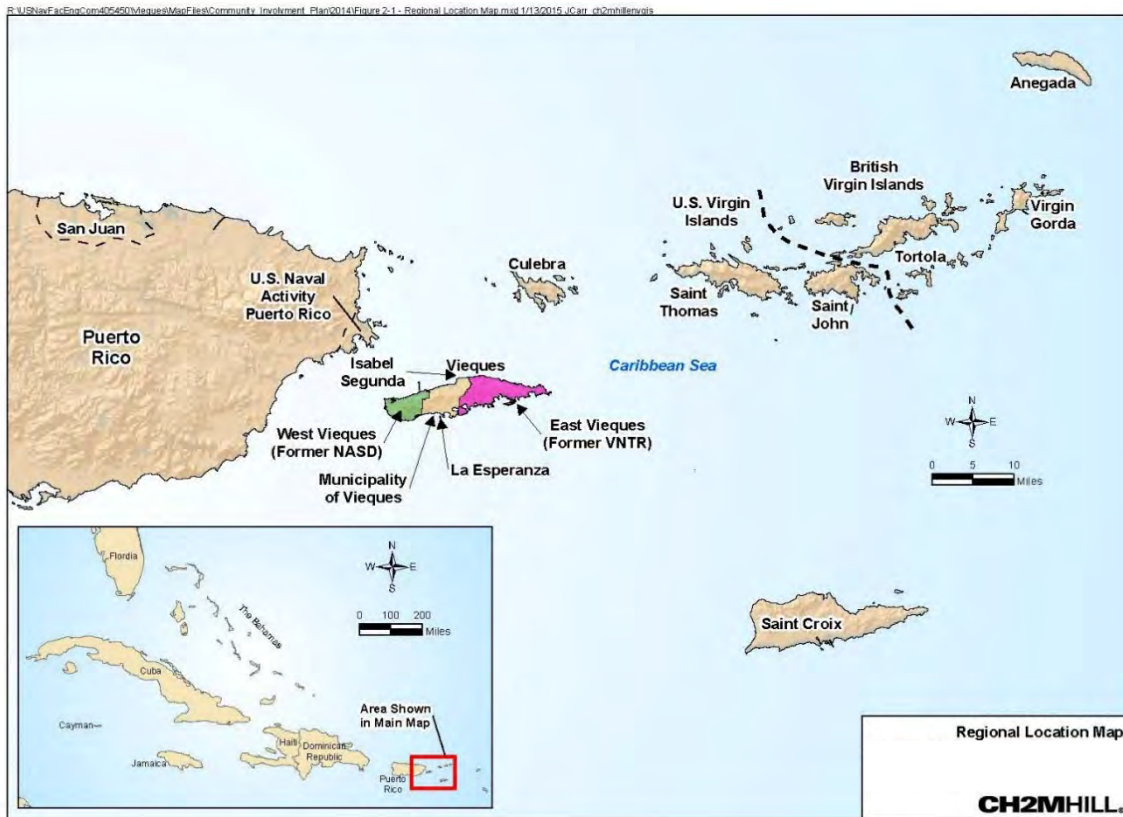 R:\USNavFacEngCom405450\Vieques\MapFiles\Community_Involvment_Plan\2014\Figure 2-1 - Regional Location Map.mxd 1/13/2015 JCarr_ch2mhillenvgis
Anegada
British
Virgin Islands
U.S. Virgin
Islands
Virgin
Gorda
San Juan
Tortola
Culebra
U.S. Naval
Activity
Puerto Rico
Saint
Thomas
Saint
John
Puerto
Rico
Isabel
Segunda
Vieques
Caribbean Sea
N
W E
S
West Vieques
(Former NASD)
East Vieques
(Former VNTR)
La Esperanza
Municipality
of Vieques
0 5 10
Miles
Saint Croix
Flordia
N
W E
S
0 100 200
Miles
The Bahamas
Cuba
Cayman
Area Shown
in Main Map
Haiti
Dominican
Republic
Jamaica
Puerto
Rico
Regional Location Map
CH2MHILL®